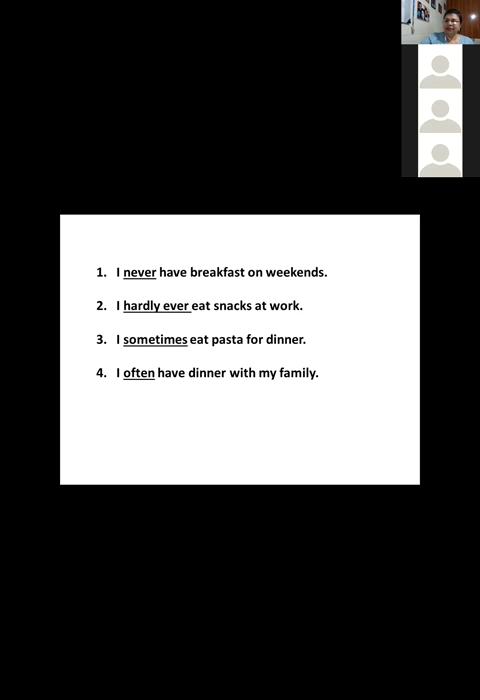 1. I never have breakfast on weekends.
2. I hardly ever eat snacks at work.
3. I sometimes eat pasta for dinner.
4. I often have dinner with my family.